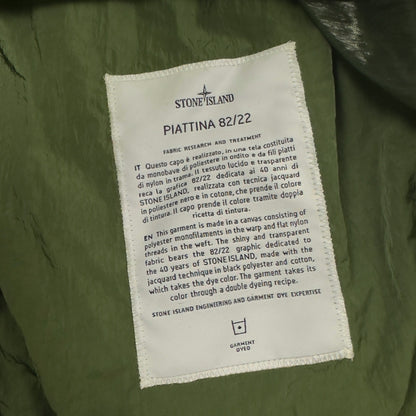 STONE ISLAND
PIATTINA 82/22
FABRIC RESEARCH AND TREATMENT
IT Questo capo è realizzato, in una tela costituita
da monobave di poliestere in ordito e da fili piatti
di nylon in trama. Il tessuto lucido e trasparente
reca la grafica 82/22 dedicata ai 40 anni di
STONE ISLAND, realizzata con tecnica jacquard
in poliestere nero e in cotone, che prende il colore
di tintura. Il capo prende il colore tramite doppia
ricetta di tintura.
EN This garment is made in a canvas consisting of
polyester monofilaments in the warp and flat nylon
threads in the weft. The shiny and transparent
fabric bears the 82/22 graphic dedicated to
the 40 years of STONE ISLAND, made with the
jacquard technique in black polyester and cotton,
which takes the dye color. The garment takes its
color through a double dyeing recipe.
STONE ISLAND ENGINEERING AND GARMENT DYE EXPERTISE
GARMENT
DYED